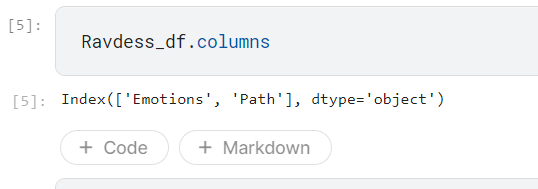 [5]:
Ravdess_df.columns
[5]: Index(['Emotions', 'Path'], dtype='object')
+ Code + Markdown